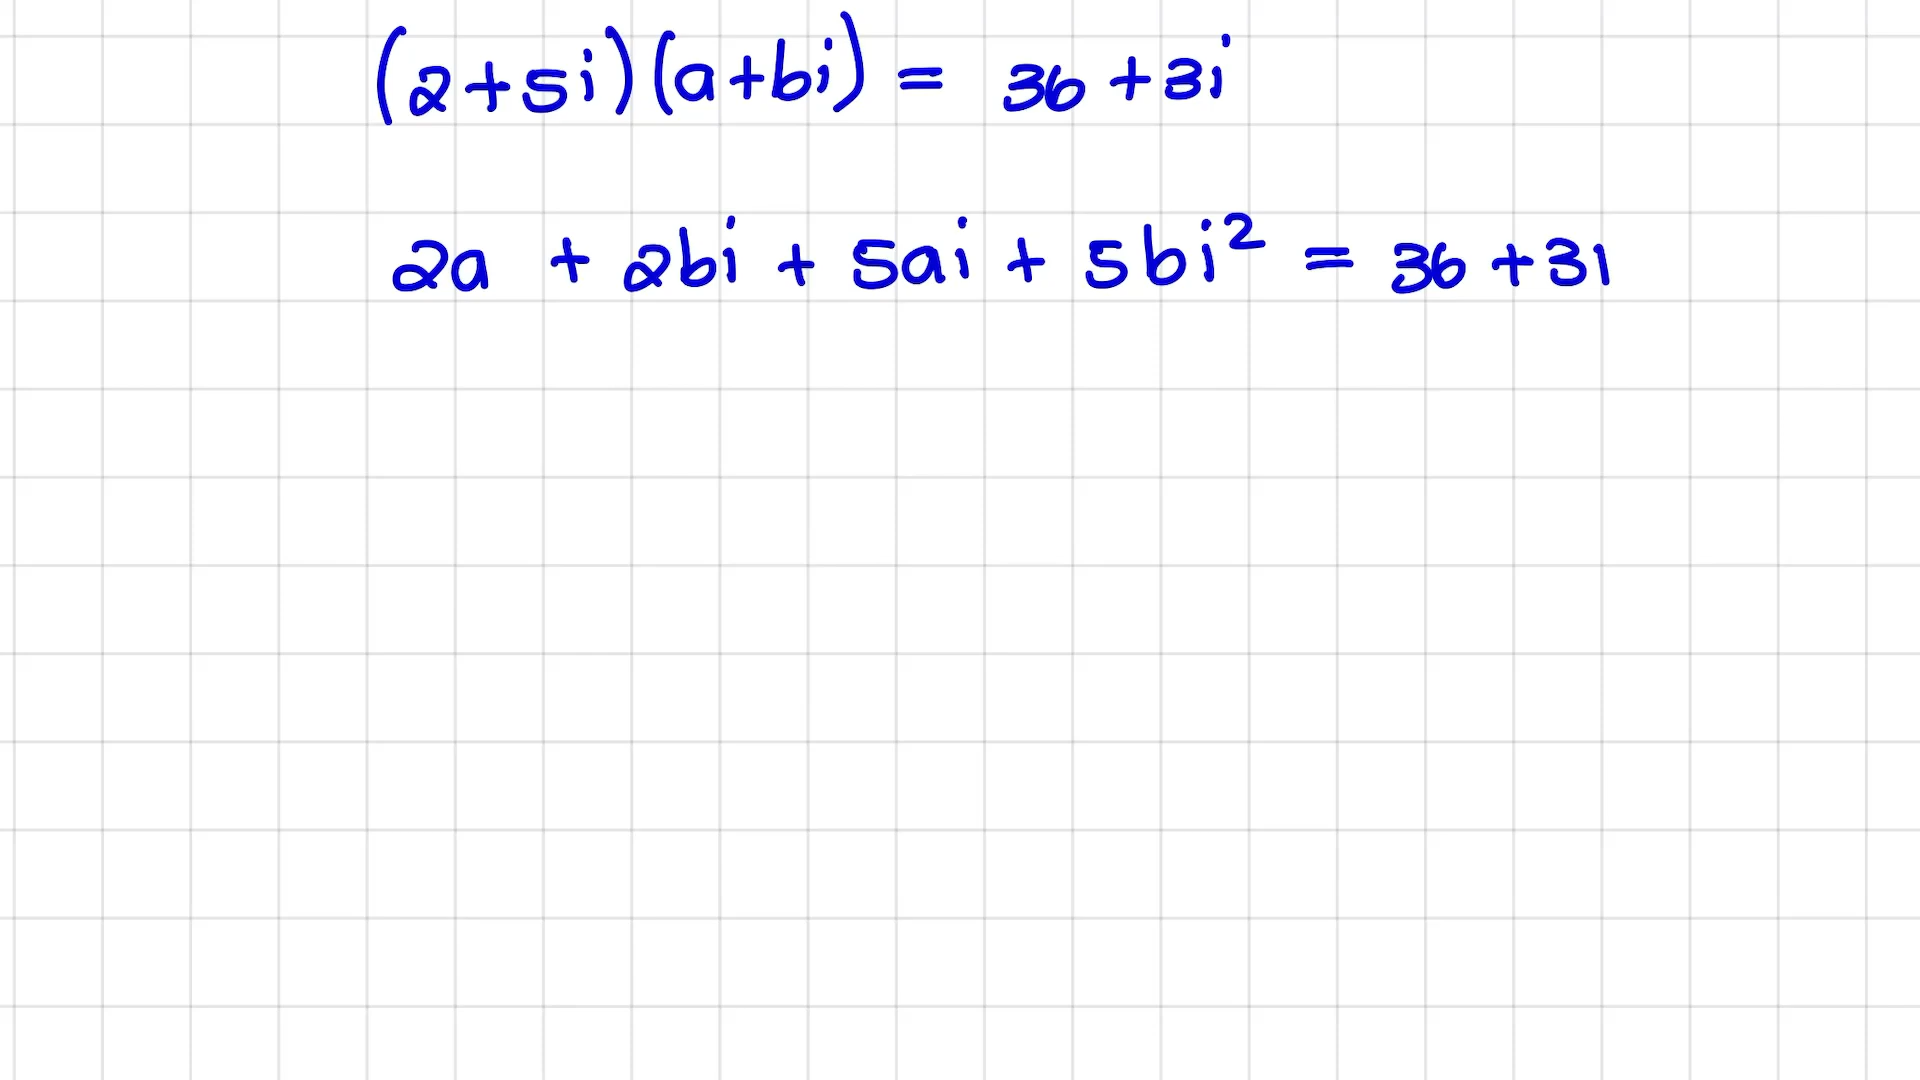 (2+5i)(a+bi) = 36 +3i
2a + 2bi + 5ai + 5bi² = 36 +3i